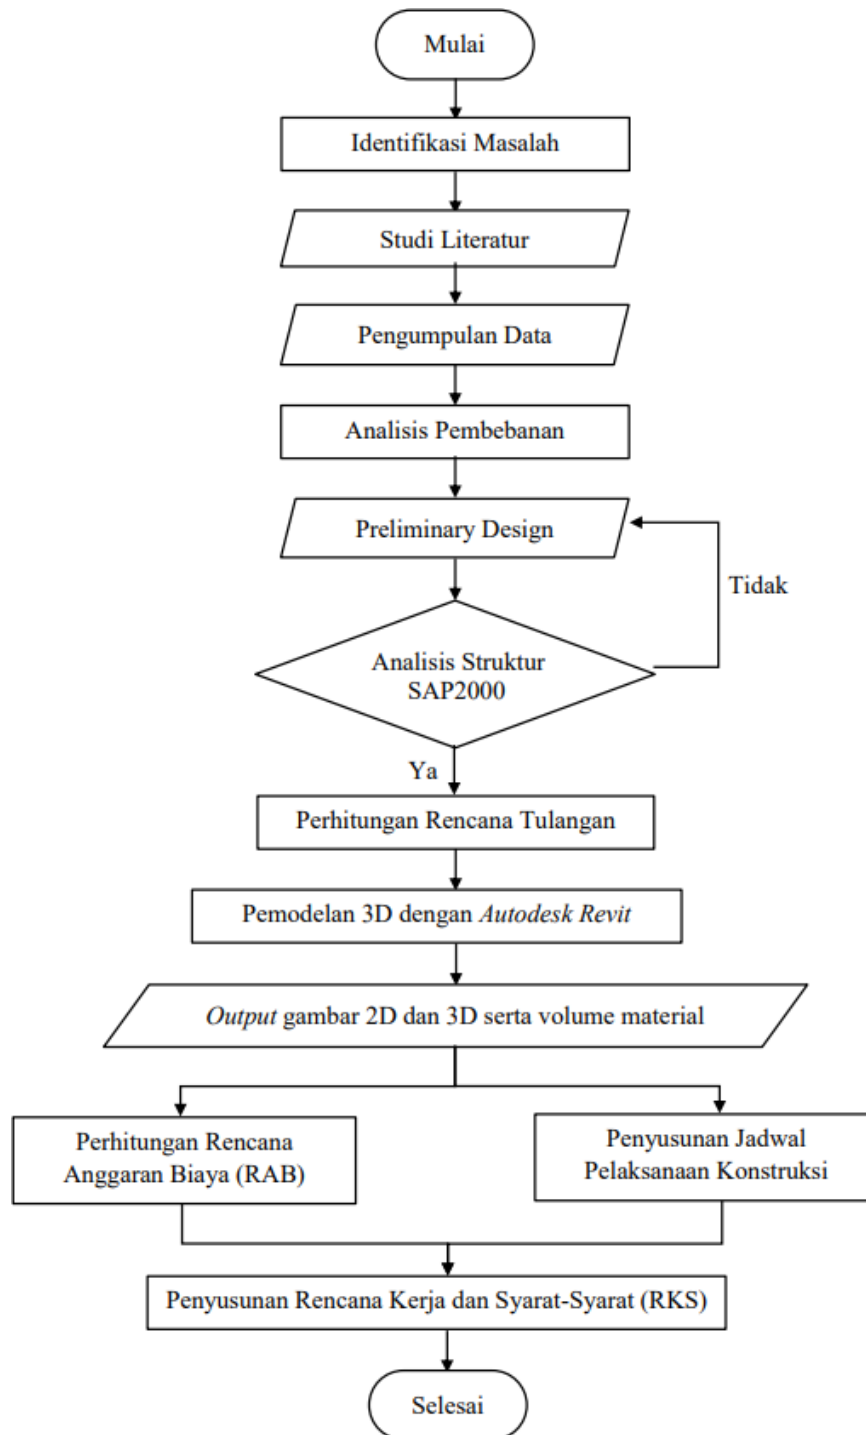 Mulai
Identifikasi Masalah
Studi Literatur
Pengumpulan Data
Analisis Pembebanan
Preliminary Design
Tidak
Analisis Struktur
SAP2000
Ya
Perhitungan Rencana Tulangan
Pemodelan 3D dengan Autodesk Revit
Output gambar 2D dan 3D serta volume material
Perhitungan Rencana
Anggaran Biaya (RAB)
Penyusunan Jadwal
Pelaksanaan Konstruksi
Penyusunan Rencana Kerja dan Syarat-Syarat (RKS)
Selesai